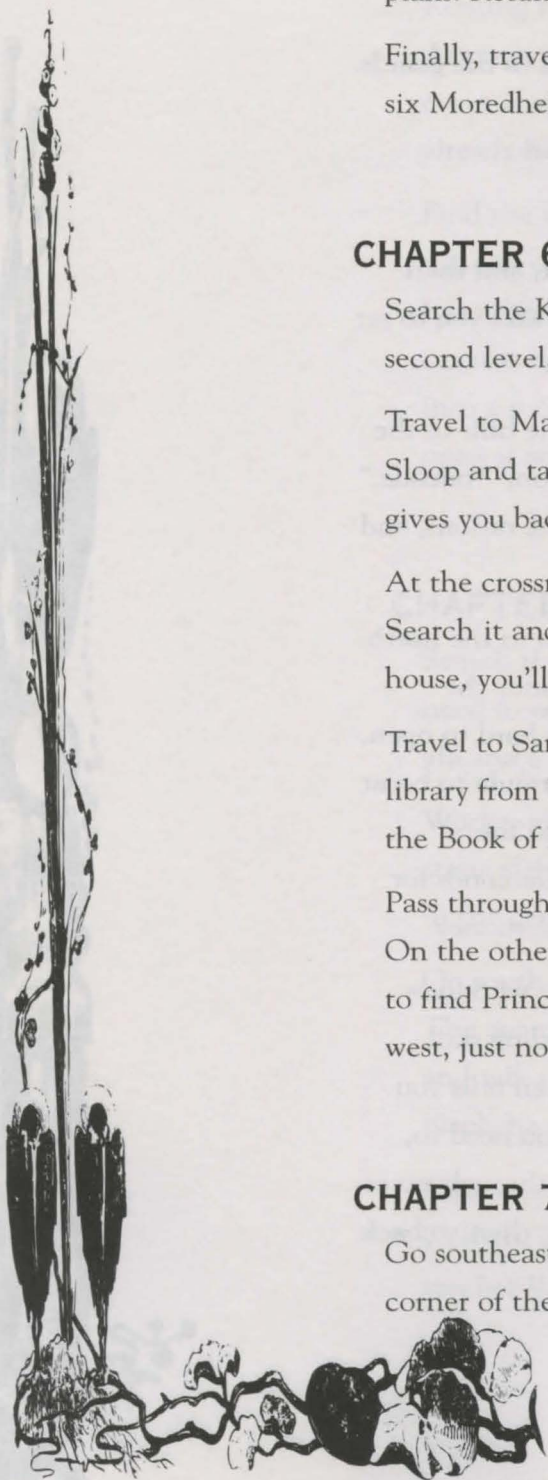 Finally, trave
six Moredhe
CHAPTER 6
Search the K
second level
Travel to Ma
Sloop and ta
gives you bac
At the crossr
Search it and
house, you'll
Travel to Sar
library from
the Book of
Pass through
On the othe
to find Princ
west, just no
CHAPTER 7
Go southeas
corner of the